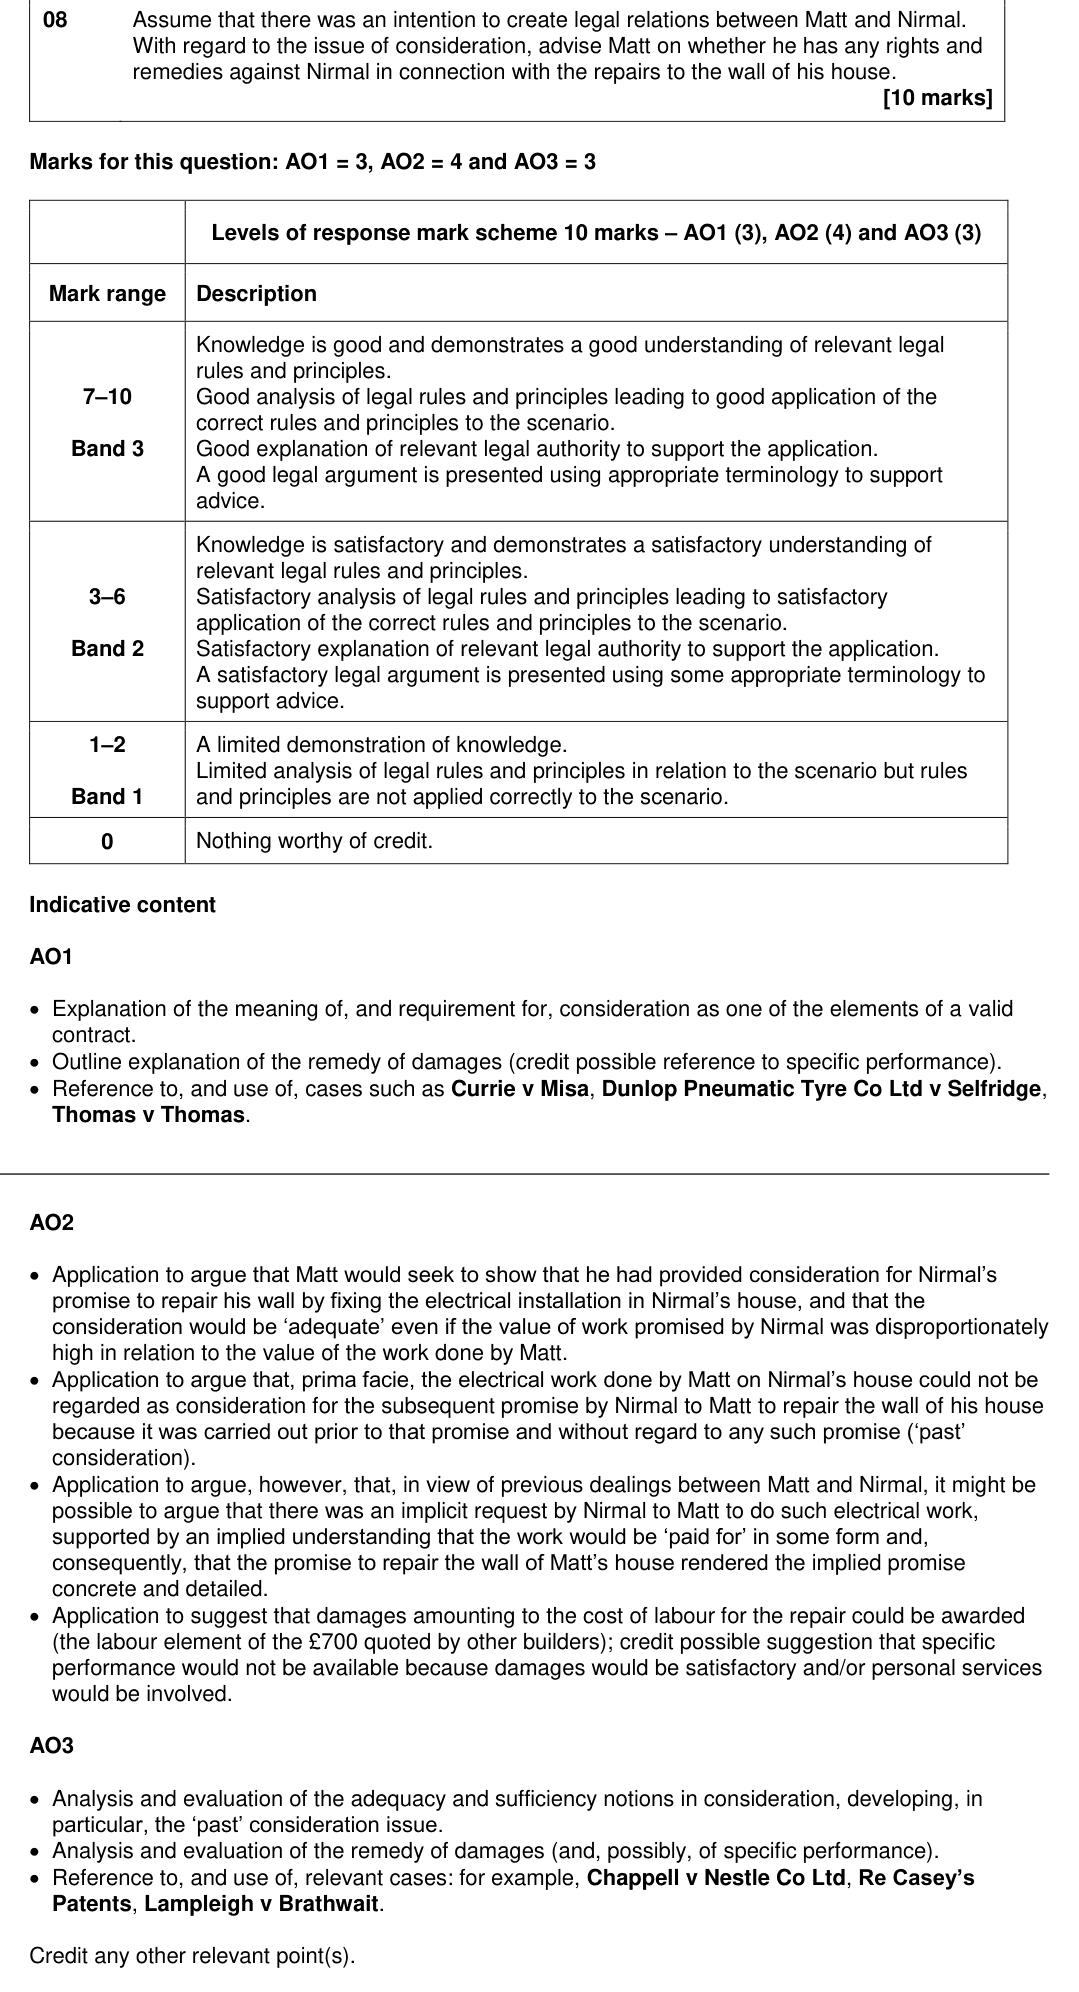 08 Assume that there was an intention to create legal relations between Matt and Nirmal.
With regard to the issue of consideration, advise Matt on whether he has any rights and
remedies against Nirmal in connection with the repairs to the wall of his house.
[10 marks]
Marks for this question: AO1 = 3, AO2 = 4 and AO3 = 3
Levels of response mark scheme 10 marks – AO1 (3), AO2 (4) and AO3 (3)
Mark range Description
7–10
Band 3
Knowledge is good and demonstrates a good understanding of relevant legal
rules and principles.
Good analysis of legal rules and principles leading to good application of the
correct rules and principles to the scenario.
Good explanation of relevant legal authority to support the application.
A good legal argument is presented using appropriate terminology to support
advice.
3–6
Band 2
Knowledge is satisfactory and demonstrates a satisfactory understanding of
relevant legal rules and principles.
Satisfactory analysis of legal rules and principles leading to satisfactory
application of the correct rules and principles to the scenario.
Satisfactory explanation of relevant legal authority to support the application.
A satisfactory legal argument is presented using some appropriate terminology to
support advice.
1–2
Band 1
A limited demonstration of knowledge.
Limited analysis of legal rules and principles in relation to the scenario but rules
and principles are not applied correctly to the scenario.
0 Nothing worthy of credit.
Indicative content
AO1
• Explanation of the meaning of, and requirement for, consideration as one of the elements of a valid
contract.
• Outline explanation of the remedy of damages (credit possible reference to specific performance).
• Reference to, and use of, cases such as Currie v Misa, Dunlop Pneumatic Tyre Co Ltd v Selfridge,
Thomas v Thomas.
AO2
• Application to argue that Matt would seek to show that he had provided consideration for Nirmal’s
promise to repair his wall by fixing the electrical installation in Nirmal’s house, and that the
consideration would be ‘adequate’ even if the value of work promised by Nirmal was disproportionately
high in relation to the value of the work done by Matt.
• Application to argue that, prima facie, the electrical work done by Matt on Nirmal’s house could not be
regarded as consideration for the subsequent promise by Nirmal to Matt to repair the wall of his house
because it was carried out prior to that promise and without regard to any such promise (‘past’
consideration).
• Application to argue, however, that, in view of previous dealings between Matt and Nirmal, it might be
possible to argue that there was an implicit request by Nirmal to Matt to do such electrical work,
supported by an implied understanding that the work would be ‘paid for’ in some form and,
consequently, that the promise to repair the wall of Matt’s house rendered the implied promise
concrete and detailed.
• Application to suggest that damages amounting to the cost of labour for the repair could be awarded
(the labour element of the £700 quoted by other builders); credit possible suggestion that specific
performance would not be available because damages would be satisfactory and/or personal services
would be involved.
AO3
• Analysis and evaluation of the adequacy and sufficiency notions in consideration, developing, in
particular, the ‘past’ consideration issue.
• Analysis and evaluation of the remedy of damages (and, possibly, of specific performance).
• Reference to, and use of, relevant cases: for example, Chappell v Nestle Co Ltd, Re Casey’s
Patents, Lampleigh v Brathwait.
Credit any other relevant point(s).